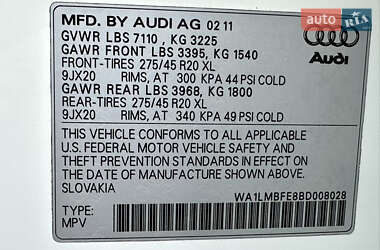 auto RIA.com
MFD. BY AUDI AG 02 11
GVWR LBS 7110 , KG 3225
GAWR FRONT LBS 3395, KG 1540
FRONT-TIRES 275/45 R20 XL
9JX20 RIMS, AT 300 KPA 44 PSI COLD
GAWR REAR LBS 3968, KG 1800
REAR-TIRES 275/45 R20 XL
9JX20 RIMS, AT 340 KPA 49 PSI COLD
Audi
THIS VEHICLE CONFORMS TO ALL APPLICABLE
U.S. FEDERAL MOTOR VEHICLE SAFETY AND
THEFT PREVENTION STANDARDS IN EFFECT ON
THE DATE OF MANUFACTURE SHOWN ABOVE.
SLOVAKIA WA1LMBFE8BD008028
TYPE:
MPV